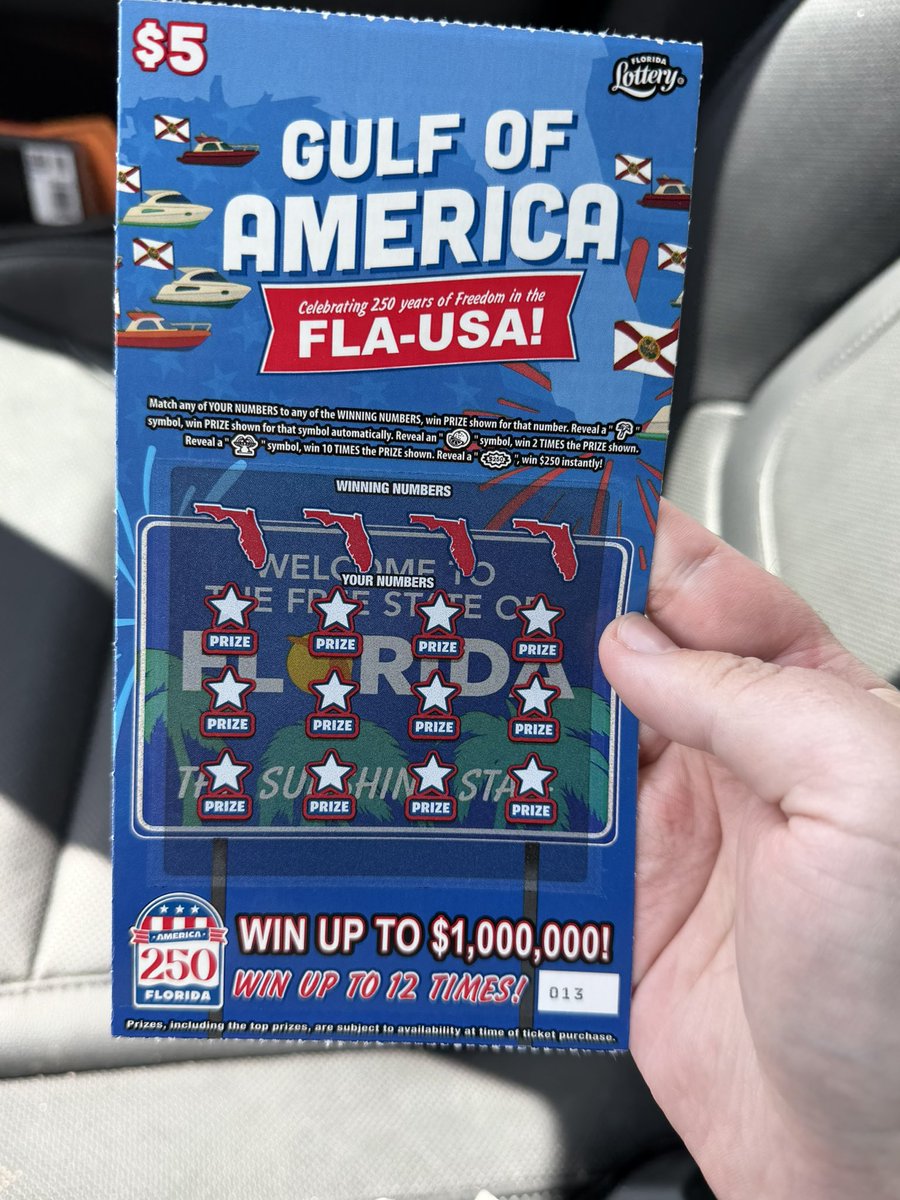 $5
FLORIDA
Lottery
GULF OF
AMERICA
Celebrating 250 years of Freedom in the
FLA-USA!
Match any of YOUR NUMBERS to any of the WINNING NUMBERS, win PRIZE shown for that number. Reveal a " "
symbol, win PRIZE shown for that symbol automatically. Reveal an " " symbol, win 2 TIMES the PRIZE shown.
Reveal a " " symbol, win 10 TIMES the PRIZE shown. Reveal a " $250 ", win $250 instantly!
WINNING NUMBERS
WELCOME TO
YOUR NUMBERS
THE FREE STATE OF
PRIZE PRIZE PRIZE PRIZE
FLORIDA
PRIZE PRIZE PRIZE PRIZE
THE SUNSHINE STATE
PRIZE PRIZE PRIZE PRIZE
AMERICA
250
FLORIDA
WIN UP TO $1,000,000!
WIN UP TO 12 TIMES!
013
Prizes, including the top prizes, are subject to availability at time of ticket purchase.